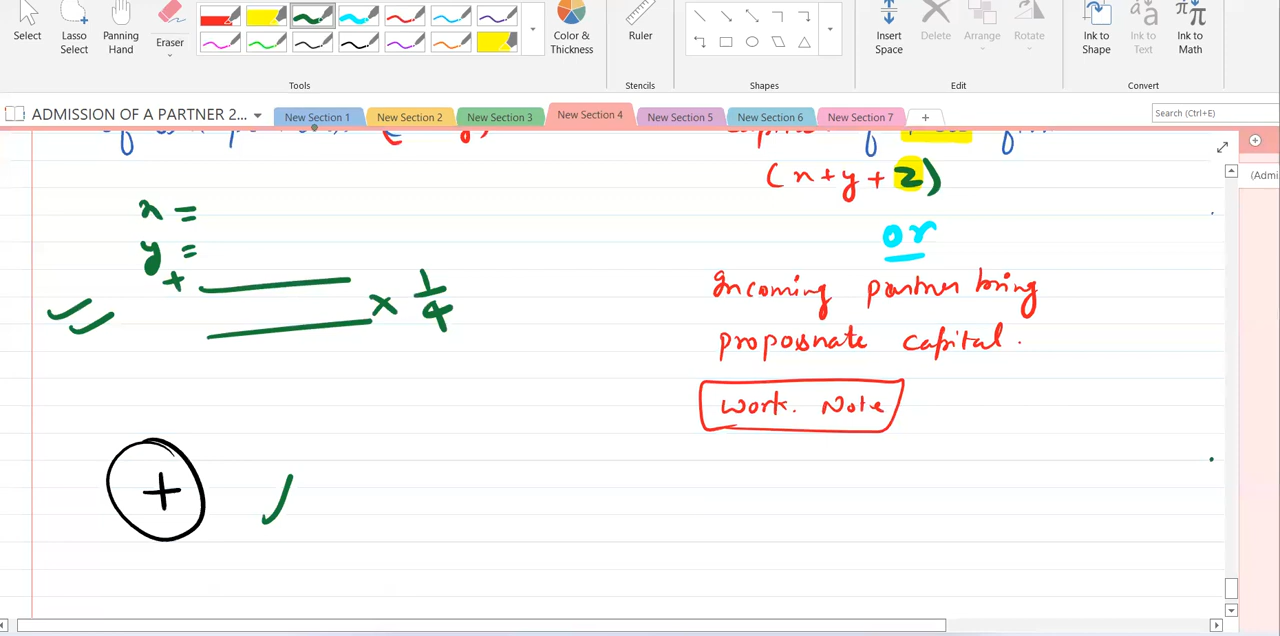 Select
Lasso
Select
Panning
Hand
Eraser
Color &
Thickness
Ruler
Insert
Space
Delete
Arrange
Rotate
Ink to
Shape
Ink to
Text
Ink to
Math
Tools
Stencils
Shapes
Edit
Convert
ADMISSION OF A PARTNER 2...
New Section 1
New Section 2
New Section 3
New Section 4
New Section 5
New Section 6
New Section 7
+
Search (Ctrl+E)
(Admi
(x+y+z)
or
Incoming partner bring
proposnate capital.
Work. Note
x =
y =
+
× 1/4
+